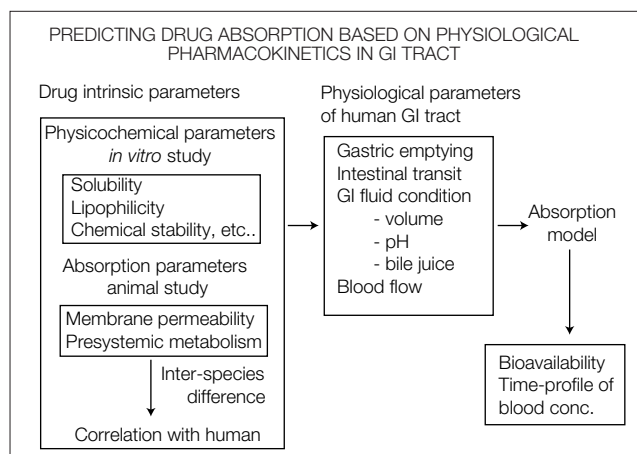 PREDICTING DRUG ABSORPTION BASED ON PHYSIOLOGICAL
PHARMACOKINETICS IN GI TRACT
Drug intrinsic parameters
Physicochemical parameters
in vitro study
Solubility
Lipophilicity
Chemical stability, etc..
Absorption parameters
animal study
Membrane permeability
Presystemic metabolism
Inter-species
difference
Correlation with human
Physiological parameters
of human GI tract
Gastric emptying
Intestinal transit
GI fluid condition
- volume
- pH
- bile juice
Blood flow
Absorption
model
Bioavailability
Time-profile of
blood conc.